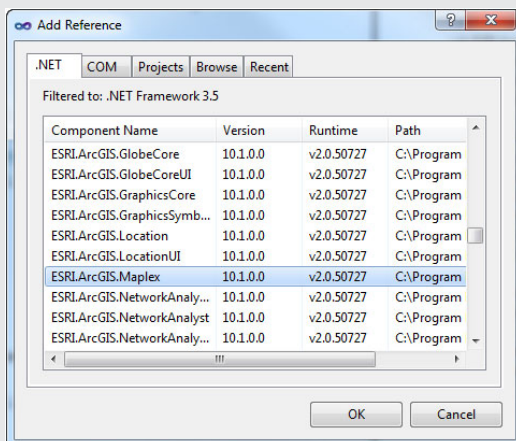 Add Reference
.NET COM Projects Browse Recent
Filtered to: .NET Framework 3.5
Component Name Version Runtime Path
ESRI.ArcGIS.GlobeCore 10.1.0.0 v2.0.50727 C:\Program
ESRI.ArcGIS.GlobeCoreUI 10.1.0.0 v2.0.50727 C:\Program
ESRI.ArcGIS.GraphicsCore 10.1.0.0 v2.0.50727 C:\Program
ESRI.ArcGIS.GraphicsSymb... 10.1.0.0 v2.0.50727 C:\Program
ESRI.ArcGIS.Location 10.1.0.0 v2.0.50727 C:\Program
ESRI.ArcGIS.LocationUI 10.1.0.0 v2.0.50727 C:\Program
ESRI.ArcGIS.Maplex 10.1.0.0 v2.0.50727 C:\Program
ESRI.ArcGIS.NetworkAnaly... 10.1.0.0 v2.0.50727 C:\Program
ESRI.ArcGIS.NetworkAnalyst 10.1.0.0 v2.0.50727 C:\Program
ESRI.ArcGIS.NetworkAnaly... 10.1.0.0 v2.0.50727 C:\Program
OK Cancel